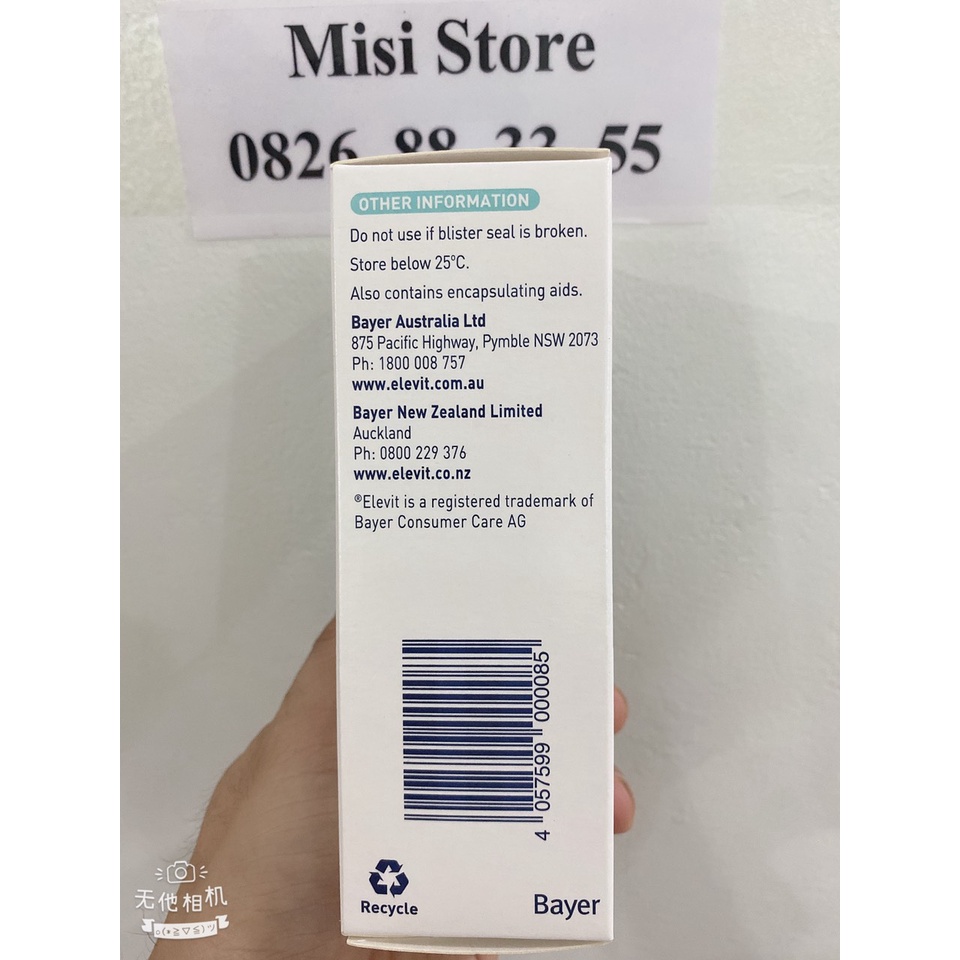 Misi Store
0826 88 33 55
OTHER INFORMATION
Do not use if blister seal is broken.
Store below 25°C.
Also contains encapsulating aids.
Bayer Australia Ltd
875 Pacific Highway, Pymble NSW 2073
Ph: 1800 008 757
www.elevit.com.au
Bayer New Zealand Limited
Auckland
Ph: 0800 229 376
www.elevit.co.nz
®Elevit is a registered trademark of
Bayer Consumer Care AG
4 057599 000085
Recycle
Bayer
无他相机